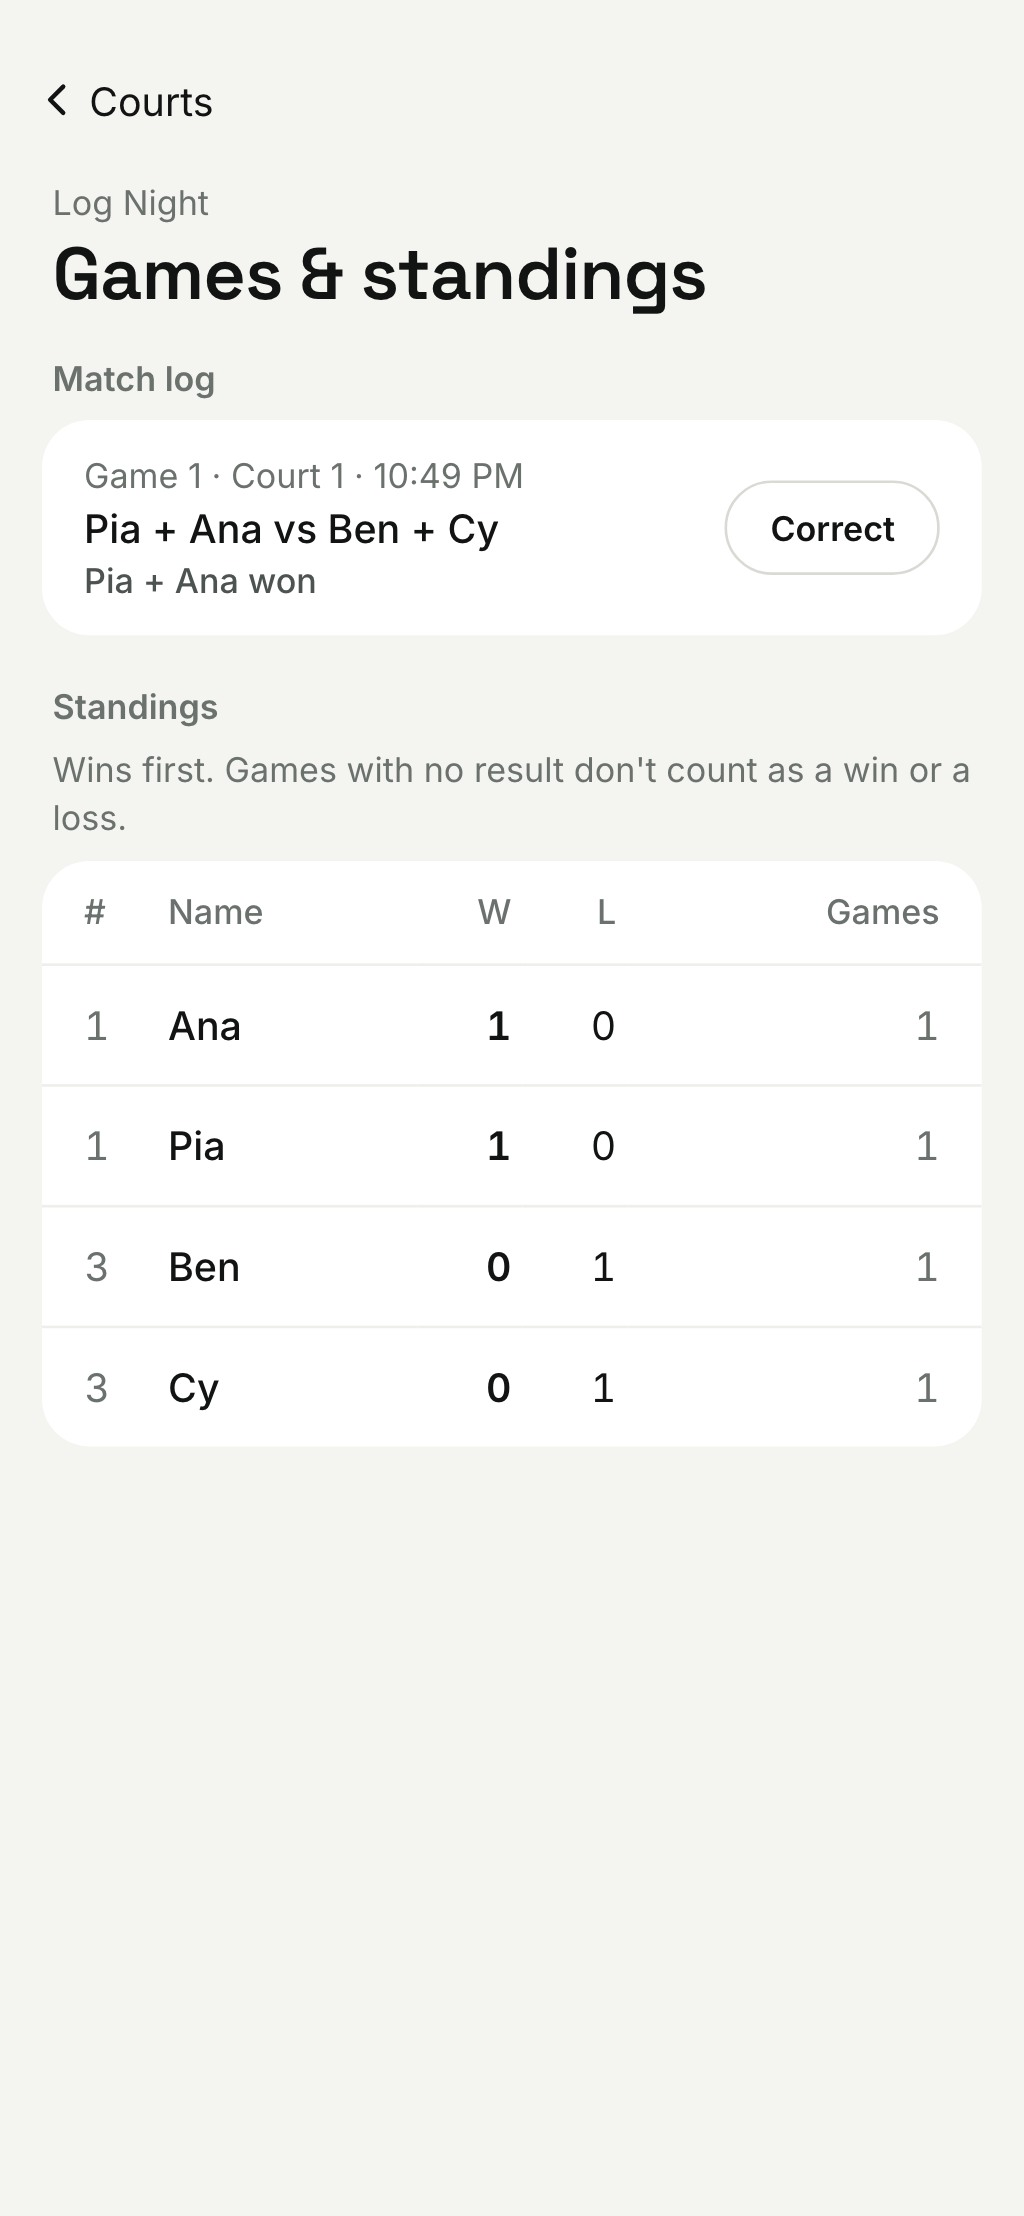 Courts
Log Night
Games & standings
Match log
Game 1 · Court 1 · 10:49 PM
Pia + Ana vs Ben + Cy
Pia + Ana won
Correct
Standings
Wins first. Games with no result don't count as a win or a
loss.
# Name W L Games
1 Ana 1 0 1
1 Pia 1 0 1
3 Ben 0 1 1
3 Cy 0 1 1